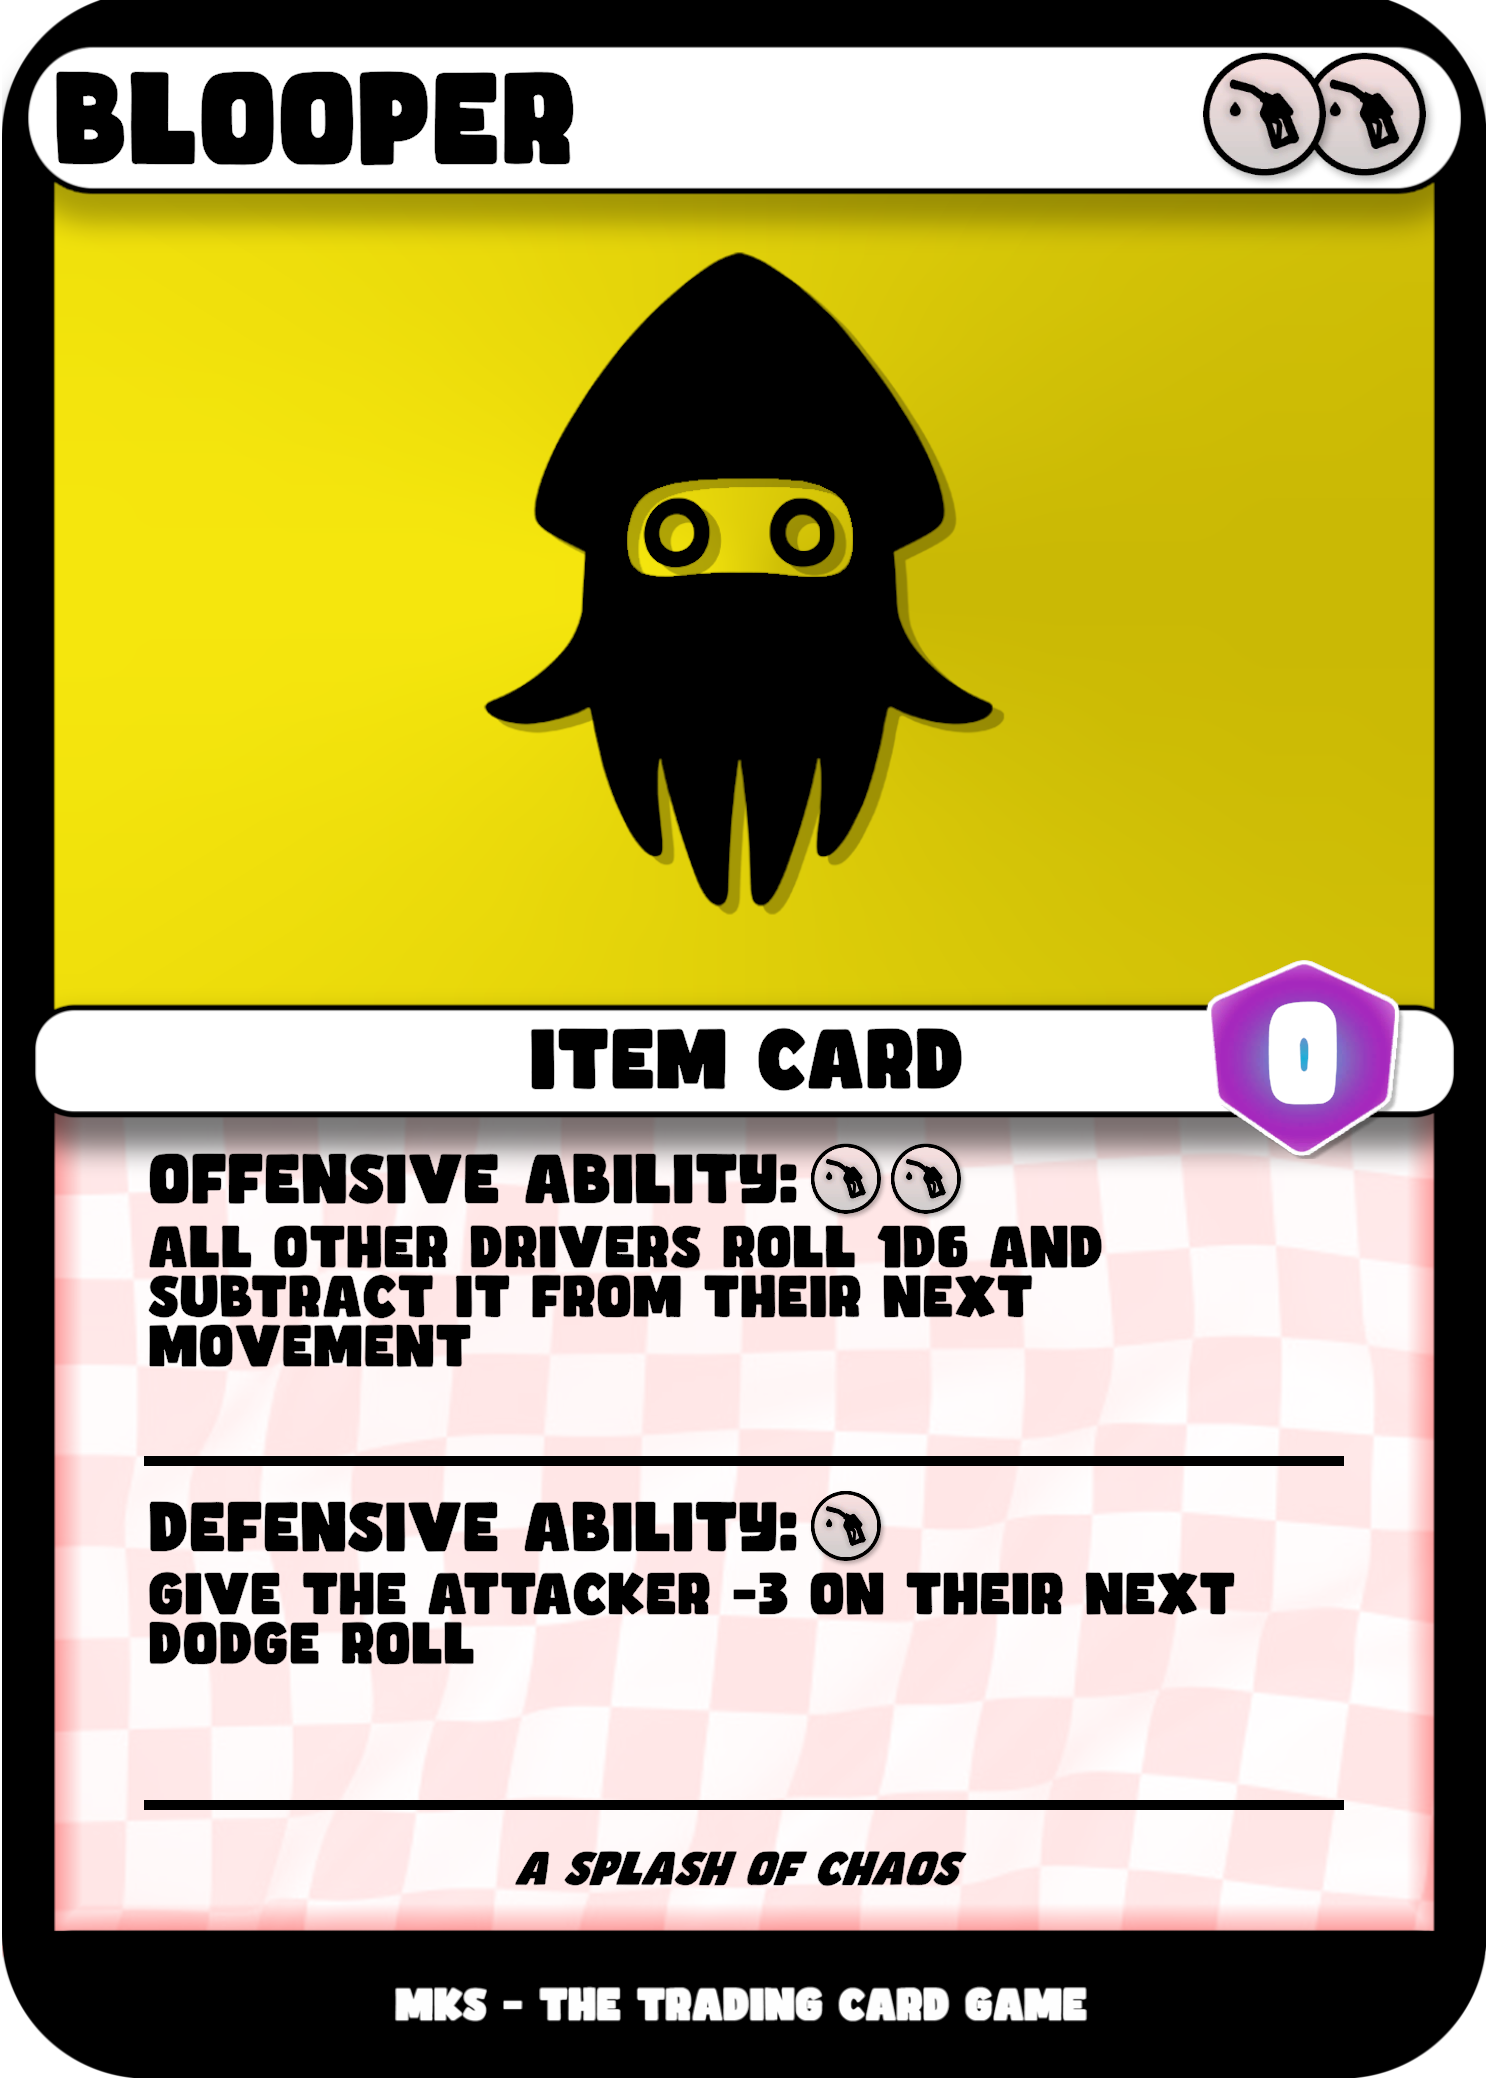 BLOOPER
ITEM CARD
0
OFFENSIVE ABILITY:
ALL OTHER DRIVERS ROLL 1D6 AND
SUBTRACT IT FROM THEIR NEXT
MOVEMENT
DEFENSIVE ABILITY:
GIVE THE ATTACKER -3 ON THEIR NEXT
DODGE ROLL
A SPLASH OF CHAOS
MKS - THE TRADING CARD GAME